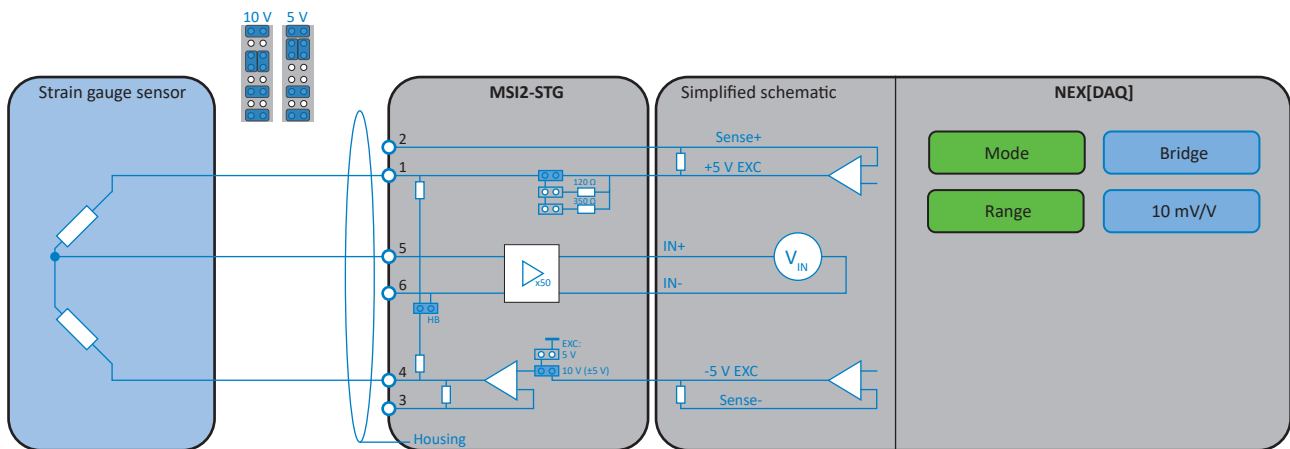 10 V 5 V
Strain gauge sensor
MSI2-STG
Simplified schematic
NEX[DAQ]
2
Sense+
Mode
Bridge
1
+5 V EXC
120 Ω
350 Ω
Range
10 mV/V
5
IN+
V IN
x50
6
IN-
HB
EXC:
5 V
4
10 V (±5 V)
-5 V EXC
3
Sense-
Housing